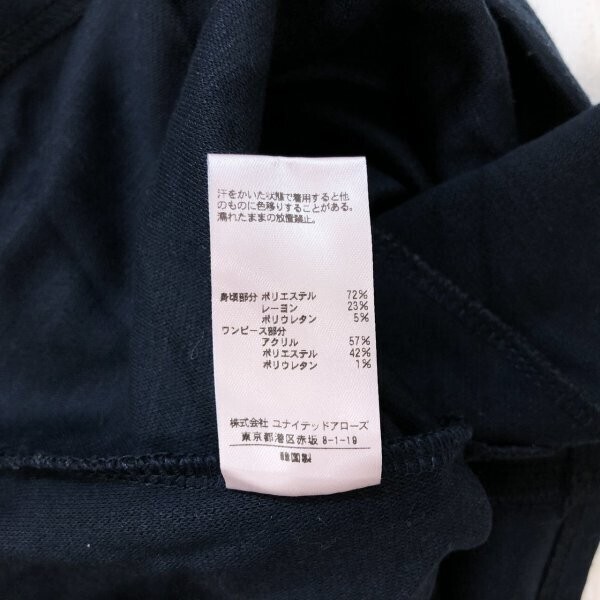 汗をかいた状態で着用すると他
のものに色移りすることがある。
濡れたままの放置禁止。
身頃部分 ポリエステル 72%
レーヨン 23%
ポリウレタン 5%
ワンピース部分
アクリル 57%
ポリエステル 42%
ポリウレタン 1%
株式会社 ユナイテッドアローズ
東京都港区赤坂 8-1-19
韓国製